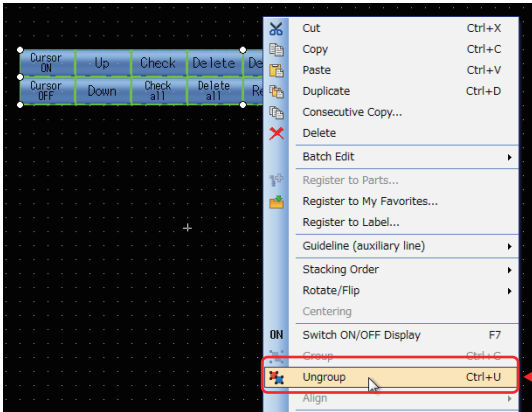 Cursor ON Up Check Delete De
Cursor OFF Down Check all Delete all Re
Cut Ctrl+X
Copy Ctrl+C
Paste Ctrl+V
Duplicate Ctrl+D
Consecutive Copy...
Delete
Batch Edit
Register to Parts...
Register to My Favorites...
Register to Label...
Guideline (auxiliary line)
Stacking Order
Rotate/Flip
Centering
ON Switch ON/OFF Display F7
Group Ctrl+G
Ungroup Ctrl+U
Align